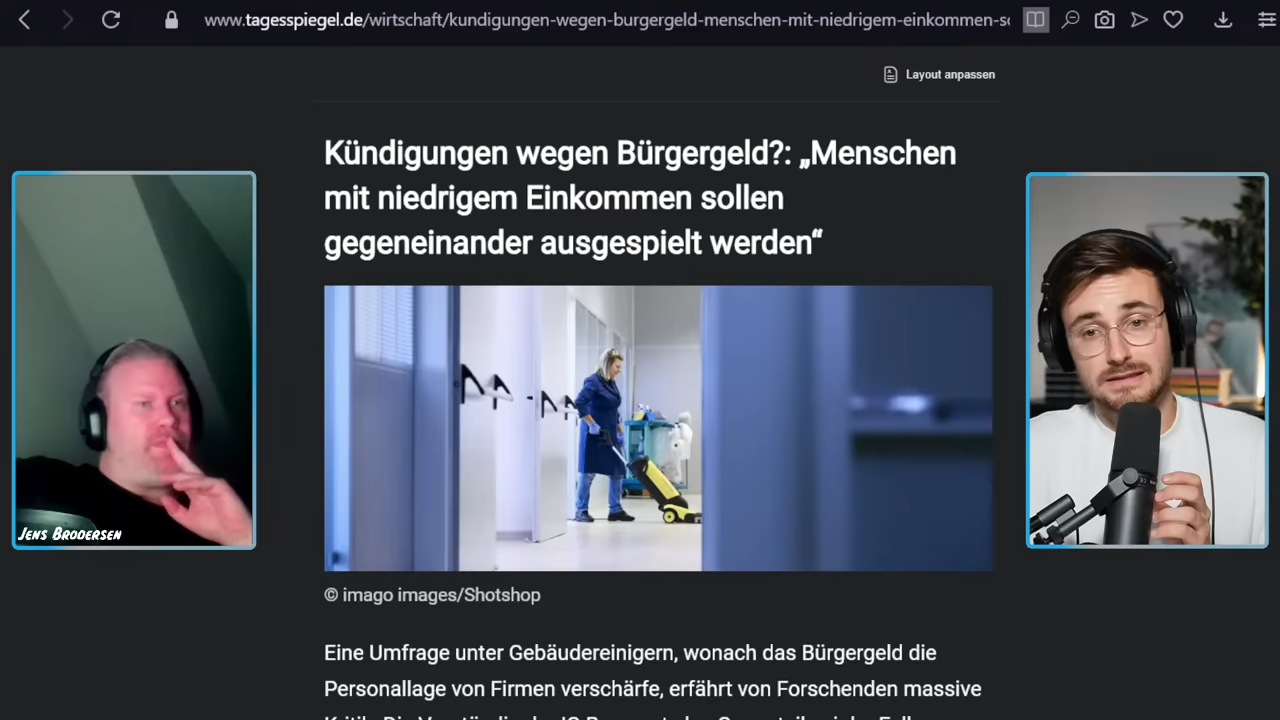 www.tagesspiegel.de/wirtschaft/kundigungen-wegen-burgergeld-menschen-mit-niedrigem-einkommen-so
Layout anpassen
Kündigungen wegen Bürgergeld?: „Menschen
mit niedrigem Einkommen sollen
gegeneinander ausgespielt werden“
JENS BRODERSEN
© imago images/Shotshop
Eine Umfrage unter Gebäudereinigern, wonach das Bürgergeld die
Personallage von Firmen verschärfe, erfährt von Forschenden massive